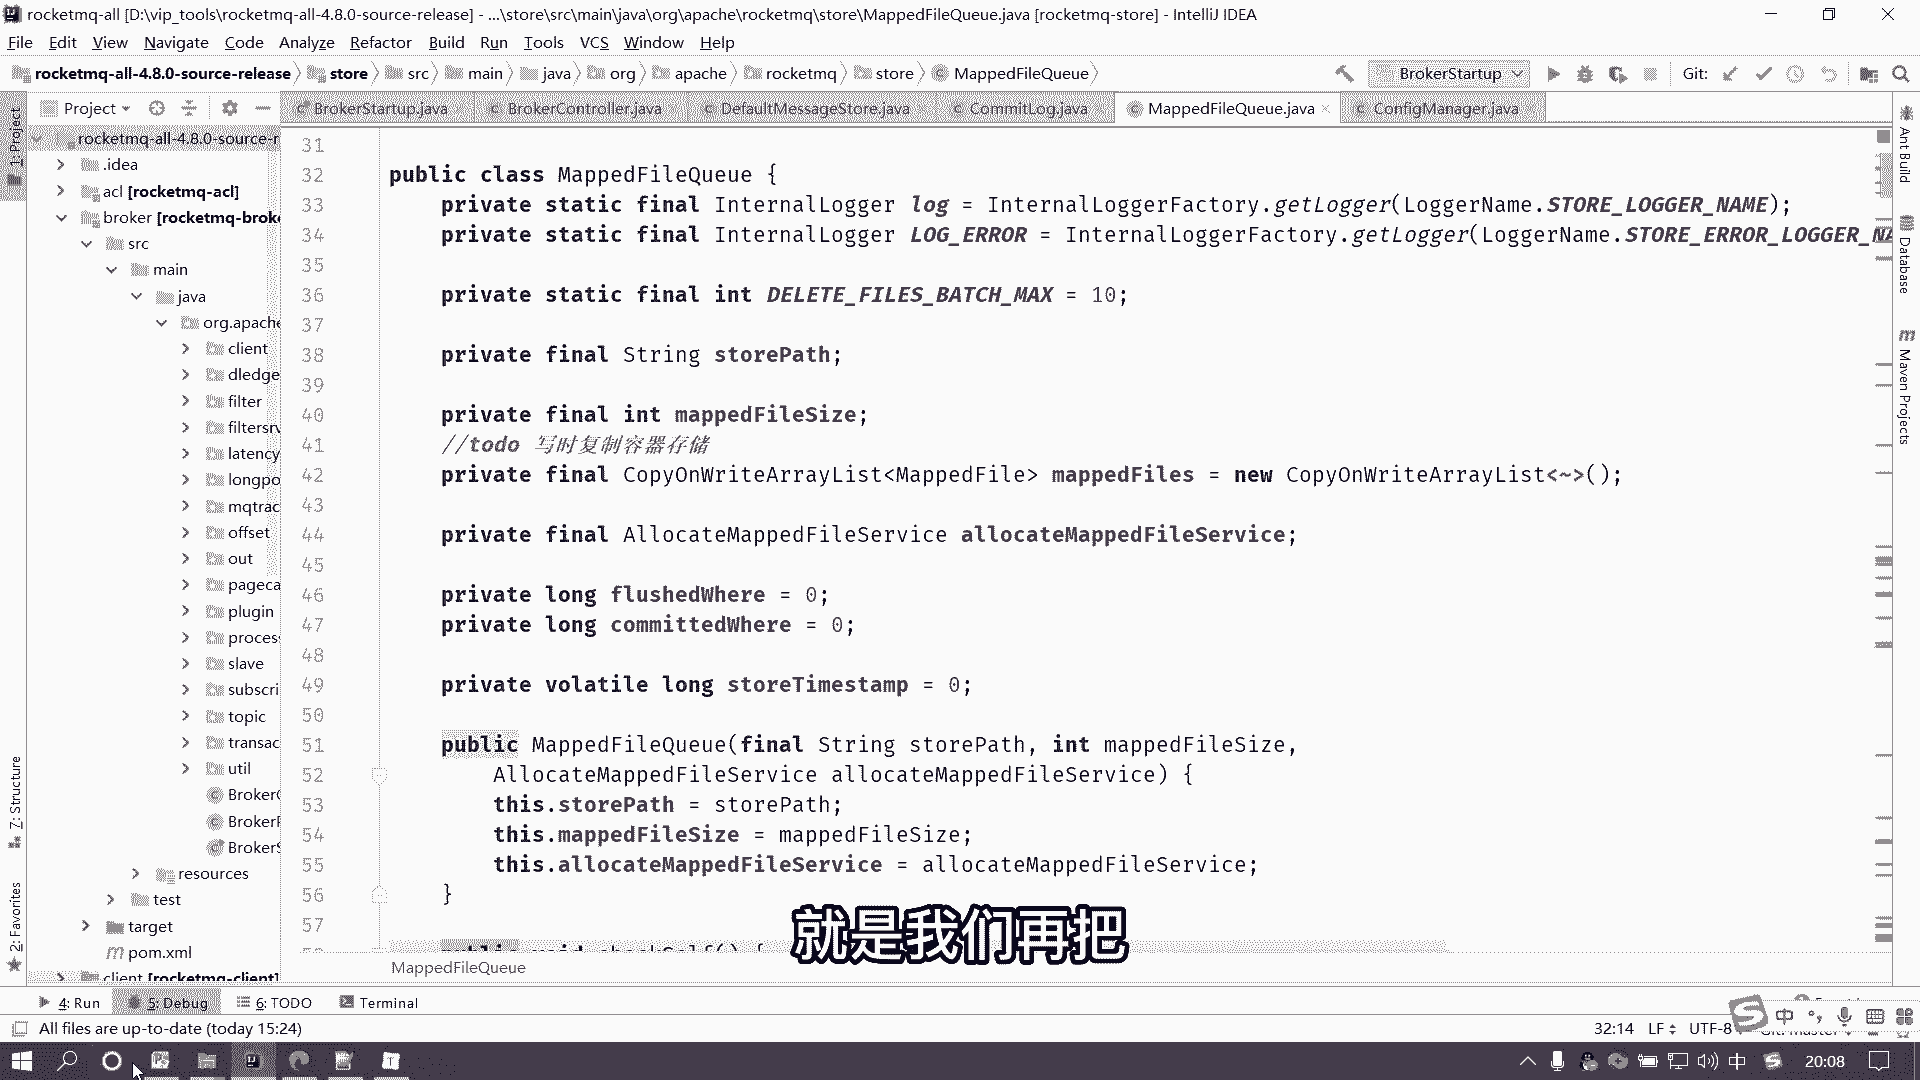 rocketmq-all [D:\vip_tools\rocketmq-all-4.8.0-source-release] - ...\store\src\main\java\org\apache\rocketmq\store\MappedFileQueue.java [rocketmq-store] - IntelliJ IDEA
File Edit View Navigate Code Analyze Refactor Build Run Tools VCS Window Help
rocketmq-all-4.8.0-source-release store src main java org apache rocketmq store MappedFileQueue BrokerStartup Git:
Project BrokerStartup.java BrokerController.java DefaultMessageStore.java CommitLog.java MappedFileQueue.java ConfigManager.java
1: Project
7: Structure
2: Favorites
rocketmq-all-4.8.0-source-r
.idea
acl [rocketmq-acl]
broker [rocketmq-broke
src
main
java
org.apache
client
dledge
filter
filtersrv
latency
longpo
mqtrac
offset
out
pageca
plugin
process
slave
subscri
topic
transac
util
BrokerC
BrokerP
BrokerS
resources
test
target
pom.xml
client [rocketmq-client]
31
32 public class MappedFileQueue {
33 private static final InternalLogger log = InternalLoggerFactory.getLogger(LoggerName.STORE_LOGGER_NAME);
34 private static final InternalLogger LOG_ERROR = InternalLoggerFactory.getLogger(LoggerName.STORE_ERROR_LOGGER_NA
35
36 private static final int DELETE_FILES_BATCH_MAX = 10;
37
38 private final String storePath;
39
40 private final int mappedFileSize;
41 //todo 写时复制容器存储
42 private final CopyOnWriteArrayList<MappedFile> mappedFiles = new CopyOnWriteArrayList<~>();
43
44 private final AllocateMappedFileService allocateMappedFileService;
45
46 private long flushedWhere = 0;
47 private long committedWhere = 0;
48
49 private volatile long storeTimestamp = 0;
50
51 public MappedFileQueue(final String storePath, int mappedFileSize,
52 AllocateMappedFileService allocateMappedFileService) {
53 this.storePath = storePath;
54 this.mappedFileSize = mappedFileSize;
55 this.allocateMappedFileService = allocateMappedFileService;
56 }
57
就是我们再把
MappedFileQueue
Ant Build
Database
Maven Projects
4: Run 5: Debug 6: TODO Terminal
All files are up-to-date (today 15:24) 32:14 LF UTF-8
中
中 20:08